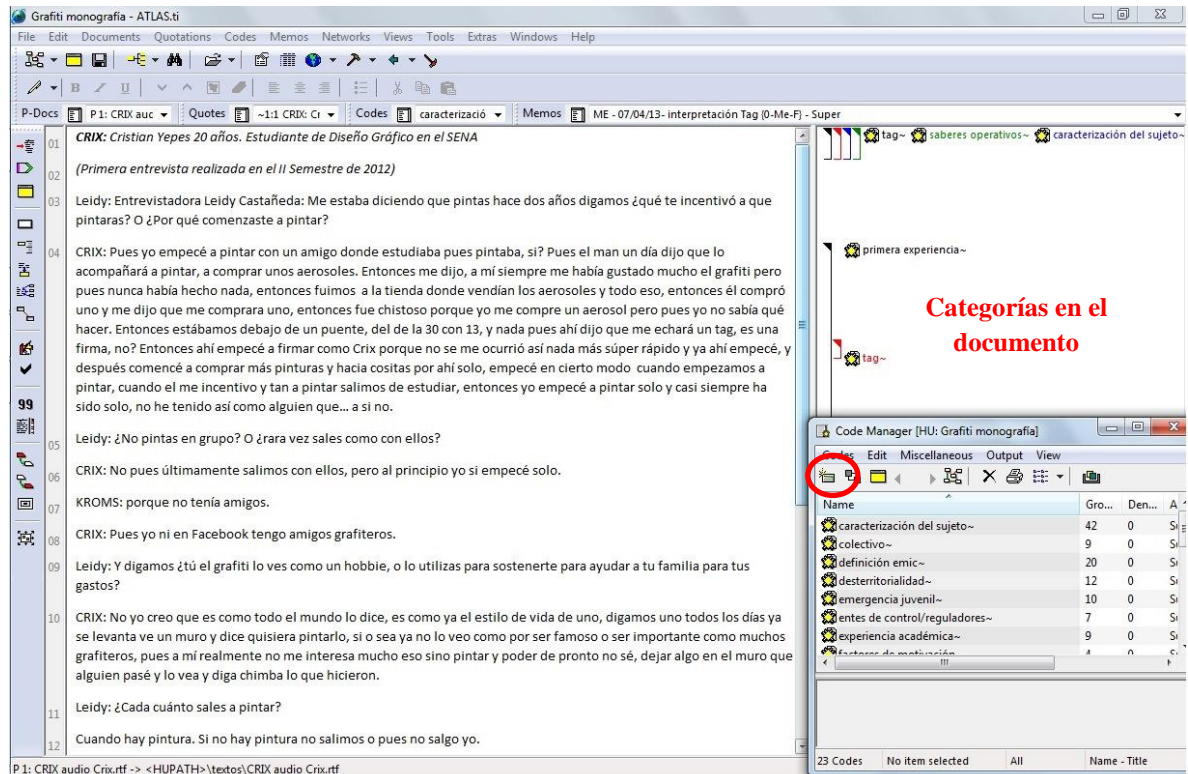 Grafiti monografía - ATLAS.ti
File Edit Documents Quotations Codes Memos Networks Views Tools Extras Windows Help
B I U
P-Docs P 1: CRIX auc Quotes ~1:1 CRIX: Cr Codes caracterizació Memos ME - 07/04/13- interpretación Tag {0-Me-F} - Super
01 CRIX: Cristian Yepes 20 años. Estudiante de Diseño Gráfico en el SENA
tag~ saberes operativos~ caracterización del sujeto~
02 (Primera entrevista realizada en el II Semestre de 2012)
03 Leidy: Entrevistadora Leidy Castañeda: Me estaba diciendo que pintas hace dos años digamos ¿qué te incentivó a que
pintaras? O ¿Por qué comenzaste a pintar?
04 CRIX: Pues yo empecé a pintar con un amigo donde estudiaba pues pintaba, si? Pues el man un día dijo que lo
acompañará a pintar, a comprar unos aerosoles. Entonces me dijo, a mí siempre me había gustado mucho el grafiti pero
pues nunca había hecho nada, entonces fuimos a la tienda donde vendían los aerosoles y todo eso, entonces él compró
uno y me dijo que me comprara uno, entonces fue chistoso porque yo me compre un aerosol pero pues yo no sabía qué
hacer. Entonces estábamos debajo de un puente, del de la 30 con 13, y nada pues ahí dijo que me echará un tag, es una
firma, no? Entonces ahí empecé a firmar como Crix porque no se me ocurrió así nada más súper rápido y ya ahí empecé, y
después comencé a comprar más pinturas y hacia cositas por ahí solo, empecé en cierto modo cuando empezamos a
pintar, cuando el me incentivo y tan a pintar salimos de estudiar, entonces yo empecé a pintar solo y casi siempre ha
sido solo, no he tenido así como alguien que... a si no.
primera experiencia~
Categorías en el
documento
tag~
05 Leidy: ¿No pintas en grupo? O ¿rara vez sales como con ellos?
06 CRIX: No pues últimamente salimos con ellos, pero al principio yo si empecé solo.
07 KROMS: porque no tenía amigos.
08 CRIX: Pues yo ni en Facebook tengo amigos grafiteros.
09 Leidy: Y digamos ¿tú el grafiti lo ves como un hobbie, o lo utilizas para sostenerte para ayudar a tu familia para tus
gastos?
10 CRIX: No yo creo que es como todo el mundo lo dice, es como ya el estilo de vida de uno, digamos uno todos los días ya
se levanta ve un muro y dice quisiera pintarlo, si o sea ya no lo veo como por ser famoso o ser importante como muchos
grafiteros, pues a mí realmente no me interesa mucho eso sino pintar y poder de pronto no sé, dejar algo en el muro que
alguien pasé y lo vea y diga chimba lo que hicieron.
11 Leidy: ¿Cada cuánto sales a pintar?
12 Cuando hay pintura. Si no hay pintura no salimos o pues no salgo yo.
Code Manager [HU: Grafiti monografía]
Codes Edit Miscellaneous Output View
Name Gro... Den... A
caracterización del sujeto~ 42 0
colectivo~ 9 0
definición emic~ 20 0
desterritorialidad~ 12 0
emergencia juvenil~ 10 0
entes de control/reguladores~ 7 0
experiencia académica~ 9 0
factores de motivación
23 Codes No item selected All Name - Title
P 1: CRIX audio Crix.rtf -> <HUPATH>\textos\CRIX audio Crix.rtf